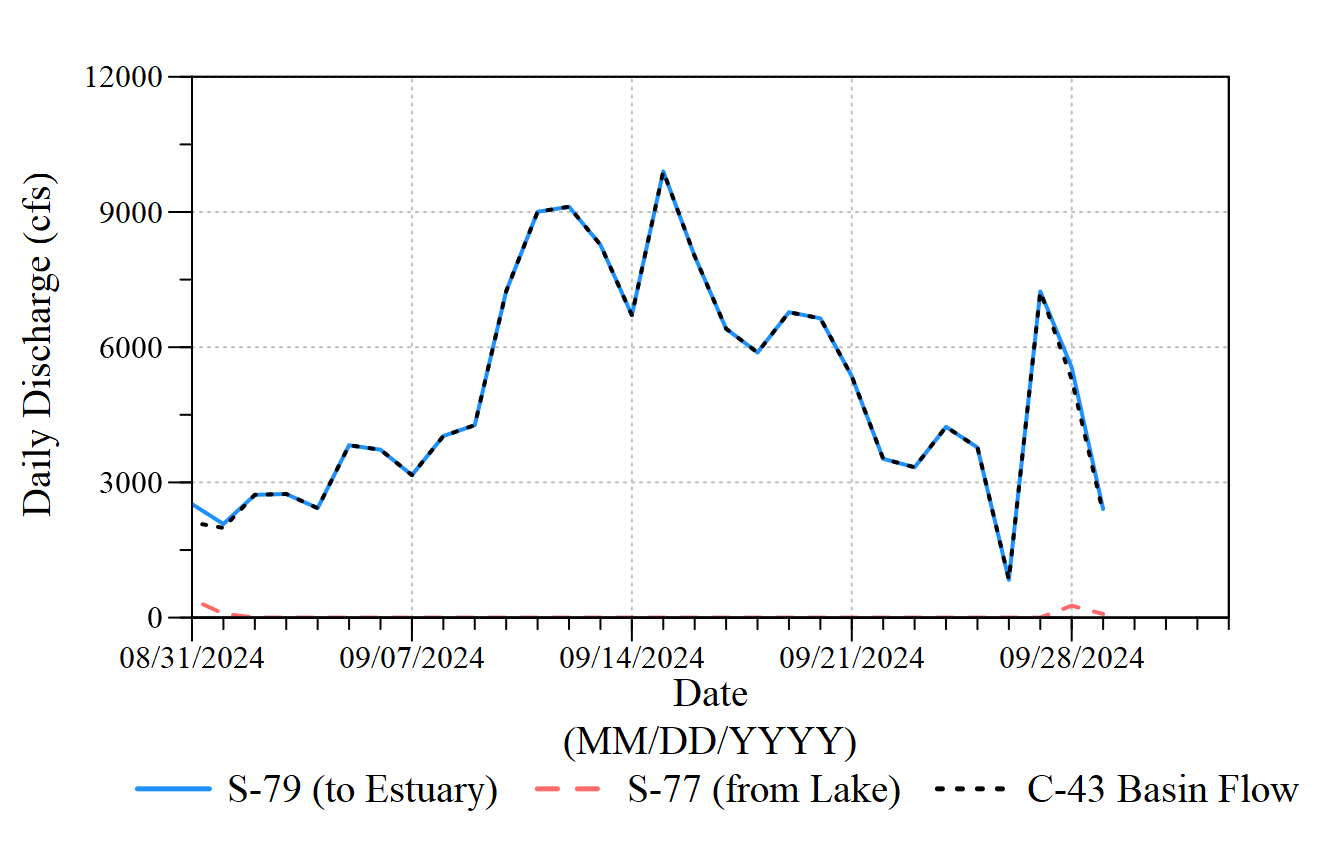 12000
9000
6000
3000
0
Daily Discharge (cfs)
08/31/2024 09/07/2024 09/14/2024 09/21/2024 09/28/2024
Date
(MM/DD/YYYY)
S-79 (to Estuary) S-77 (from Lake) C-43 Basin Flow